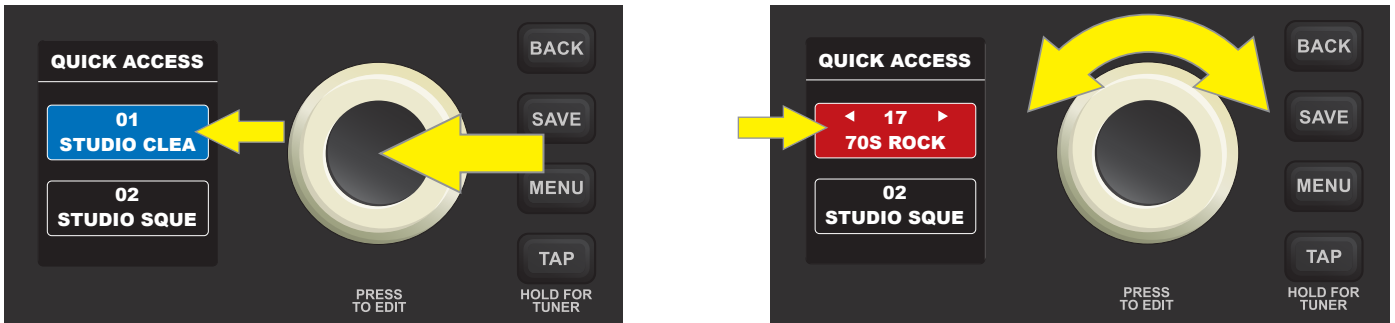 QUICK ACCESS
01
STUDIO CLEA
02
STUDIO SQUE
BACK
SAVE
MENU
TAP
PRESS
TO EDIT
HOLD FOR
TUNER
QUICK ACCESS
17
70S ROCK
02
STUDIO SQUE
BACK
SAVE
MENU
TAP
PRESS
TO EDIT
HOLD FOR
TUNER